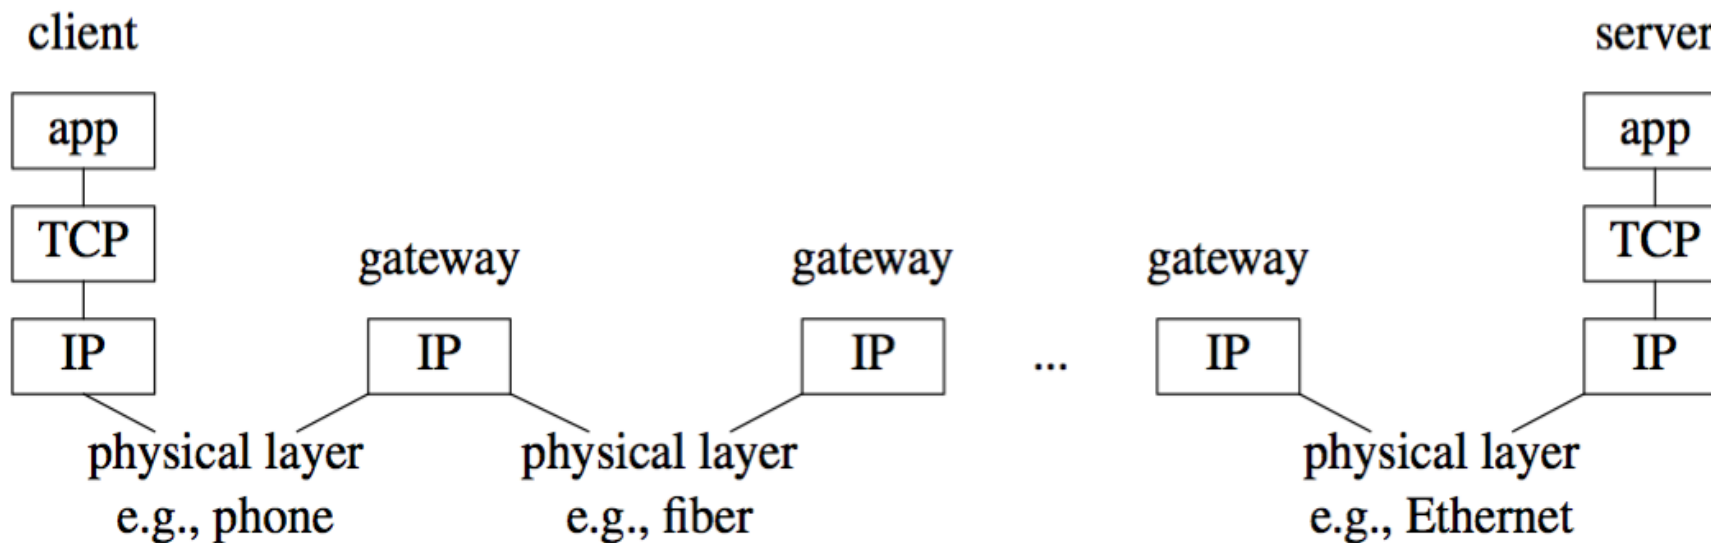 client
server
app
app
TCP
TCP
gateway
gateway
gateway
IP
IP
IP
...
IP
IP
physical layer
physical layer
physical layer
e.g., phone
e.g., fiber
e.g., Ethernet